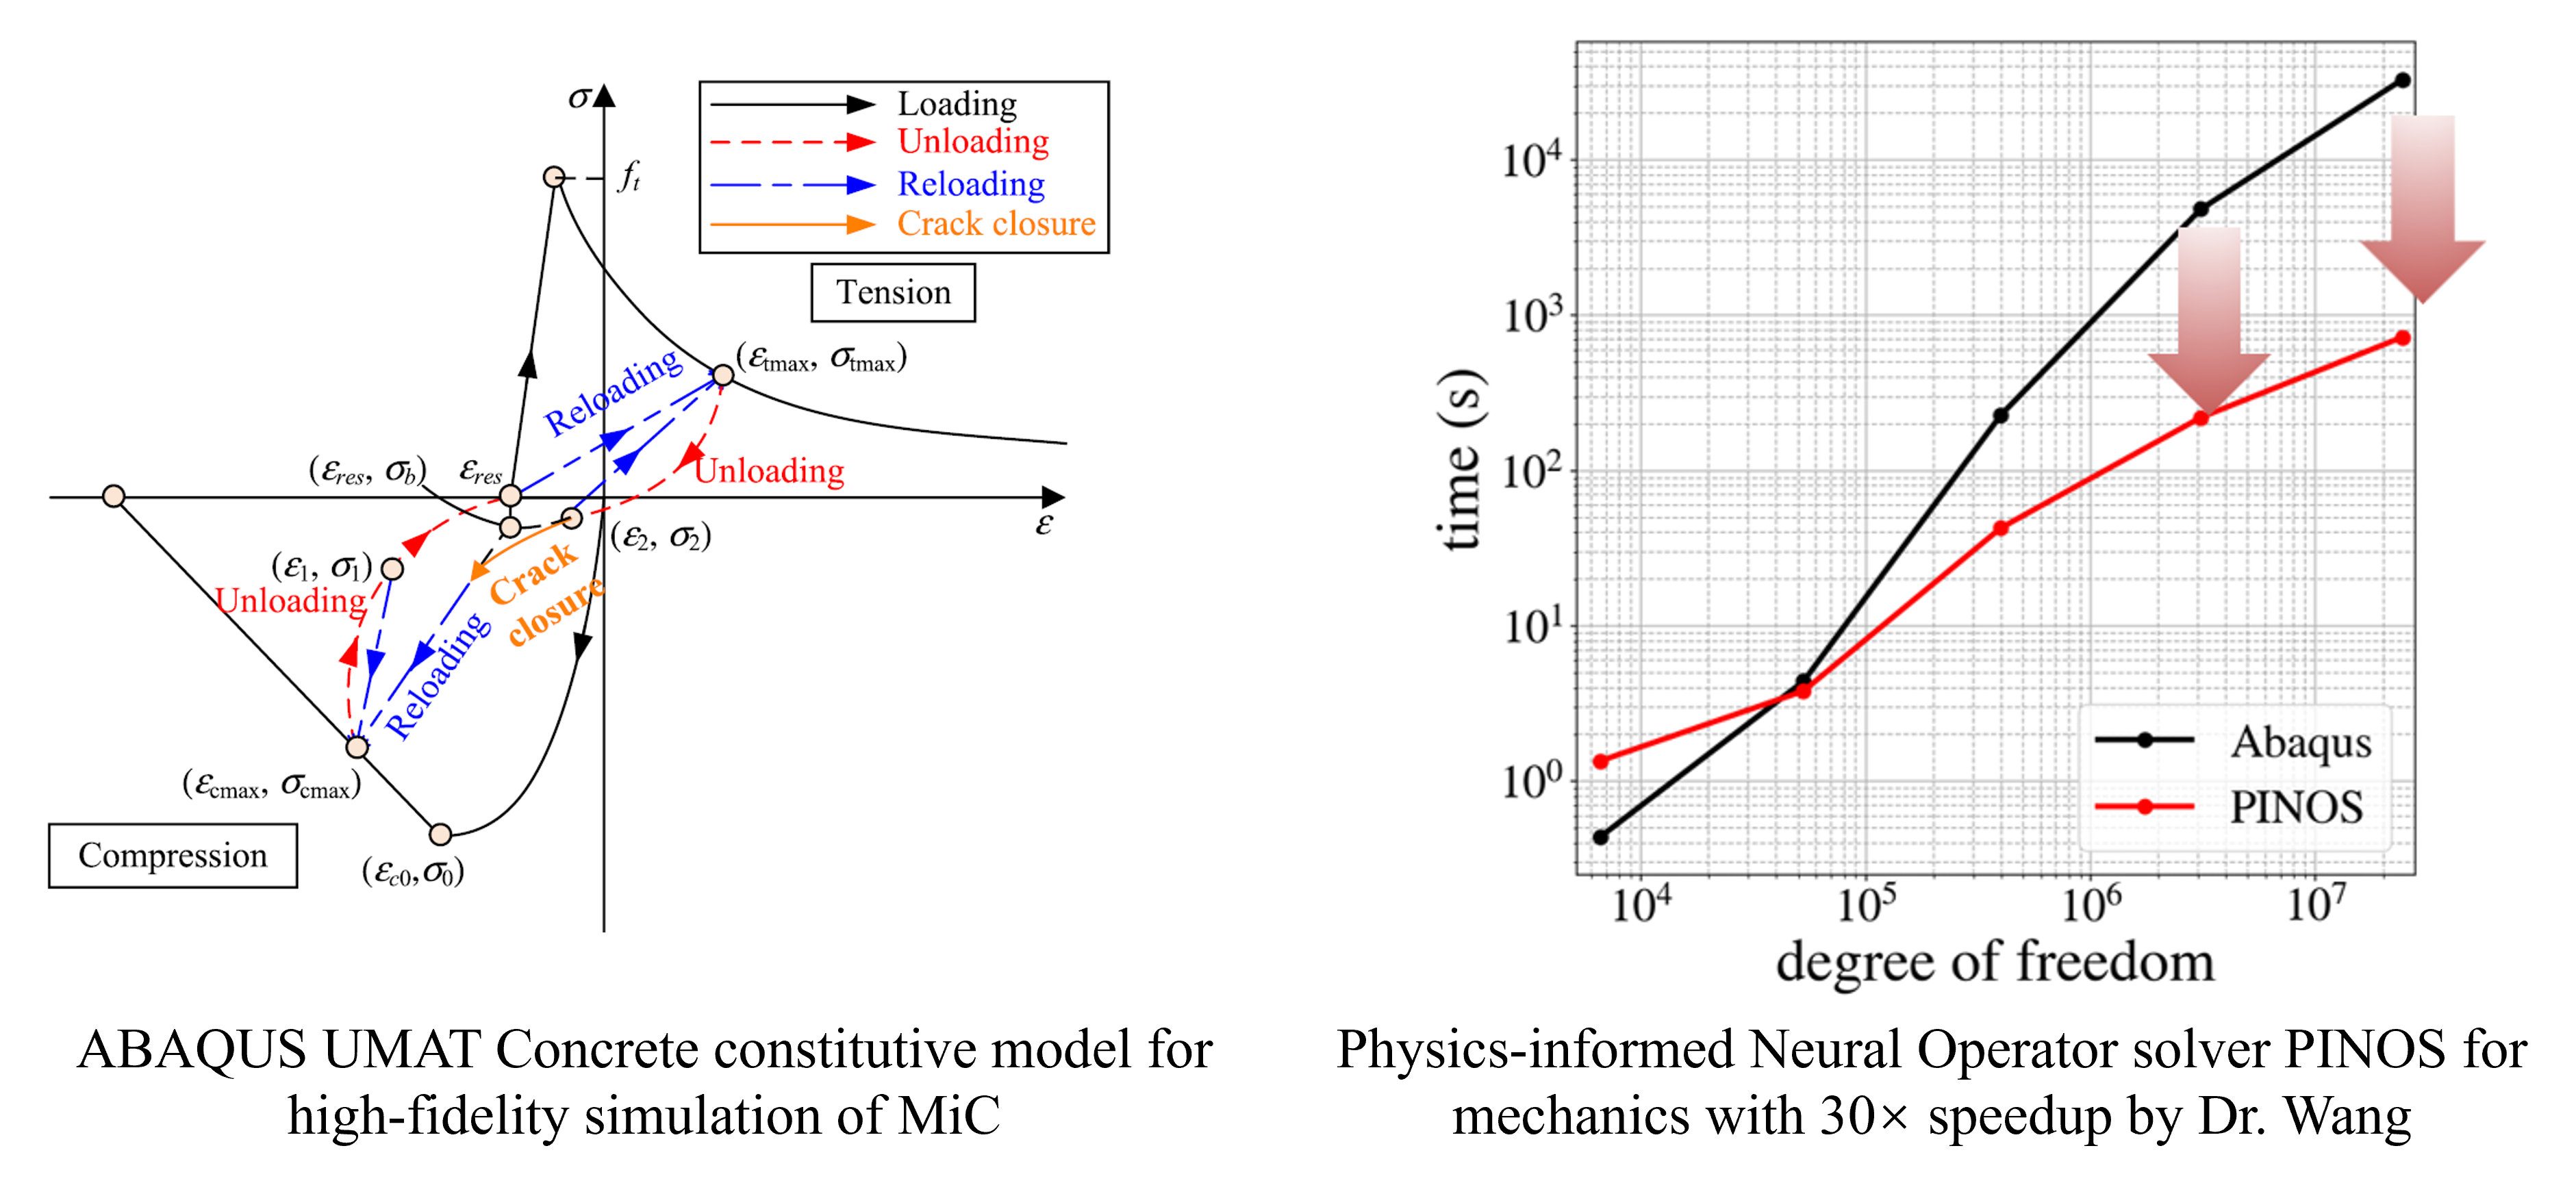 σ
f_t
Loading
Unloading
Reloading
Crack closure
Tension
(ε_tmax, σ_tmax)
Reloading
Unloading
(ε_res, σ_b)
ε_res
ε
(ε_2, σ_2)
(ε_1, σ_1)
Unloading
Crack
closure
Reloading
(ε_cmax, σ_cmax)
Compression
(ε_c0,σ_0)
ABAQUS UMAT Concrete constitutive model for
high-fidelity simulation of MiC
time (s)
10^4
10^3
10^2
10^1
10^0
Abaqus
PINOS
10^4 10^5 10^6 10^7
degree of freedom
Physics-informed Neural Operator solver PINOS for
mechanics with 30× speedup by Dr. Wang